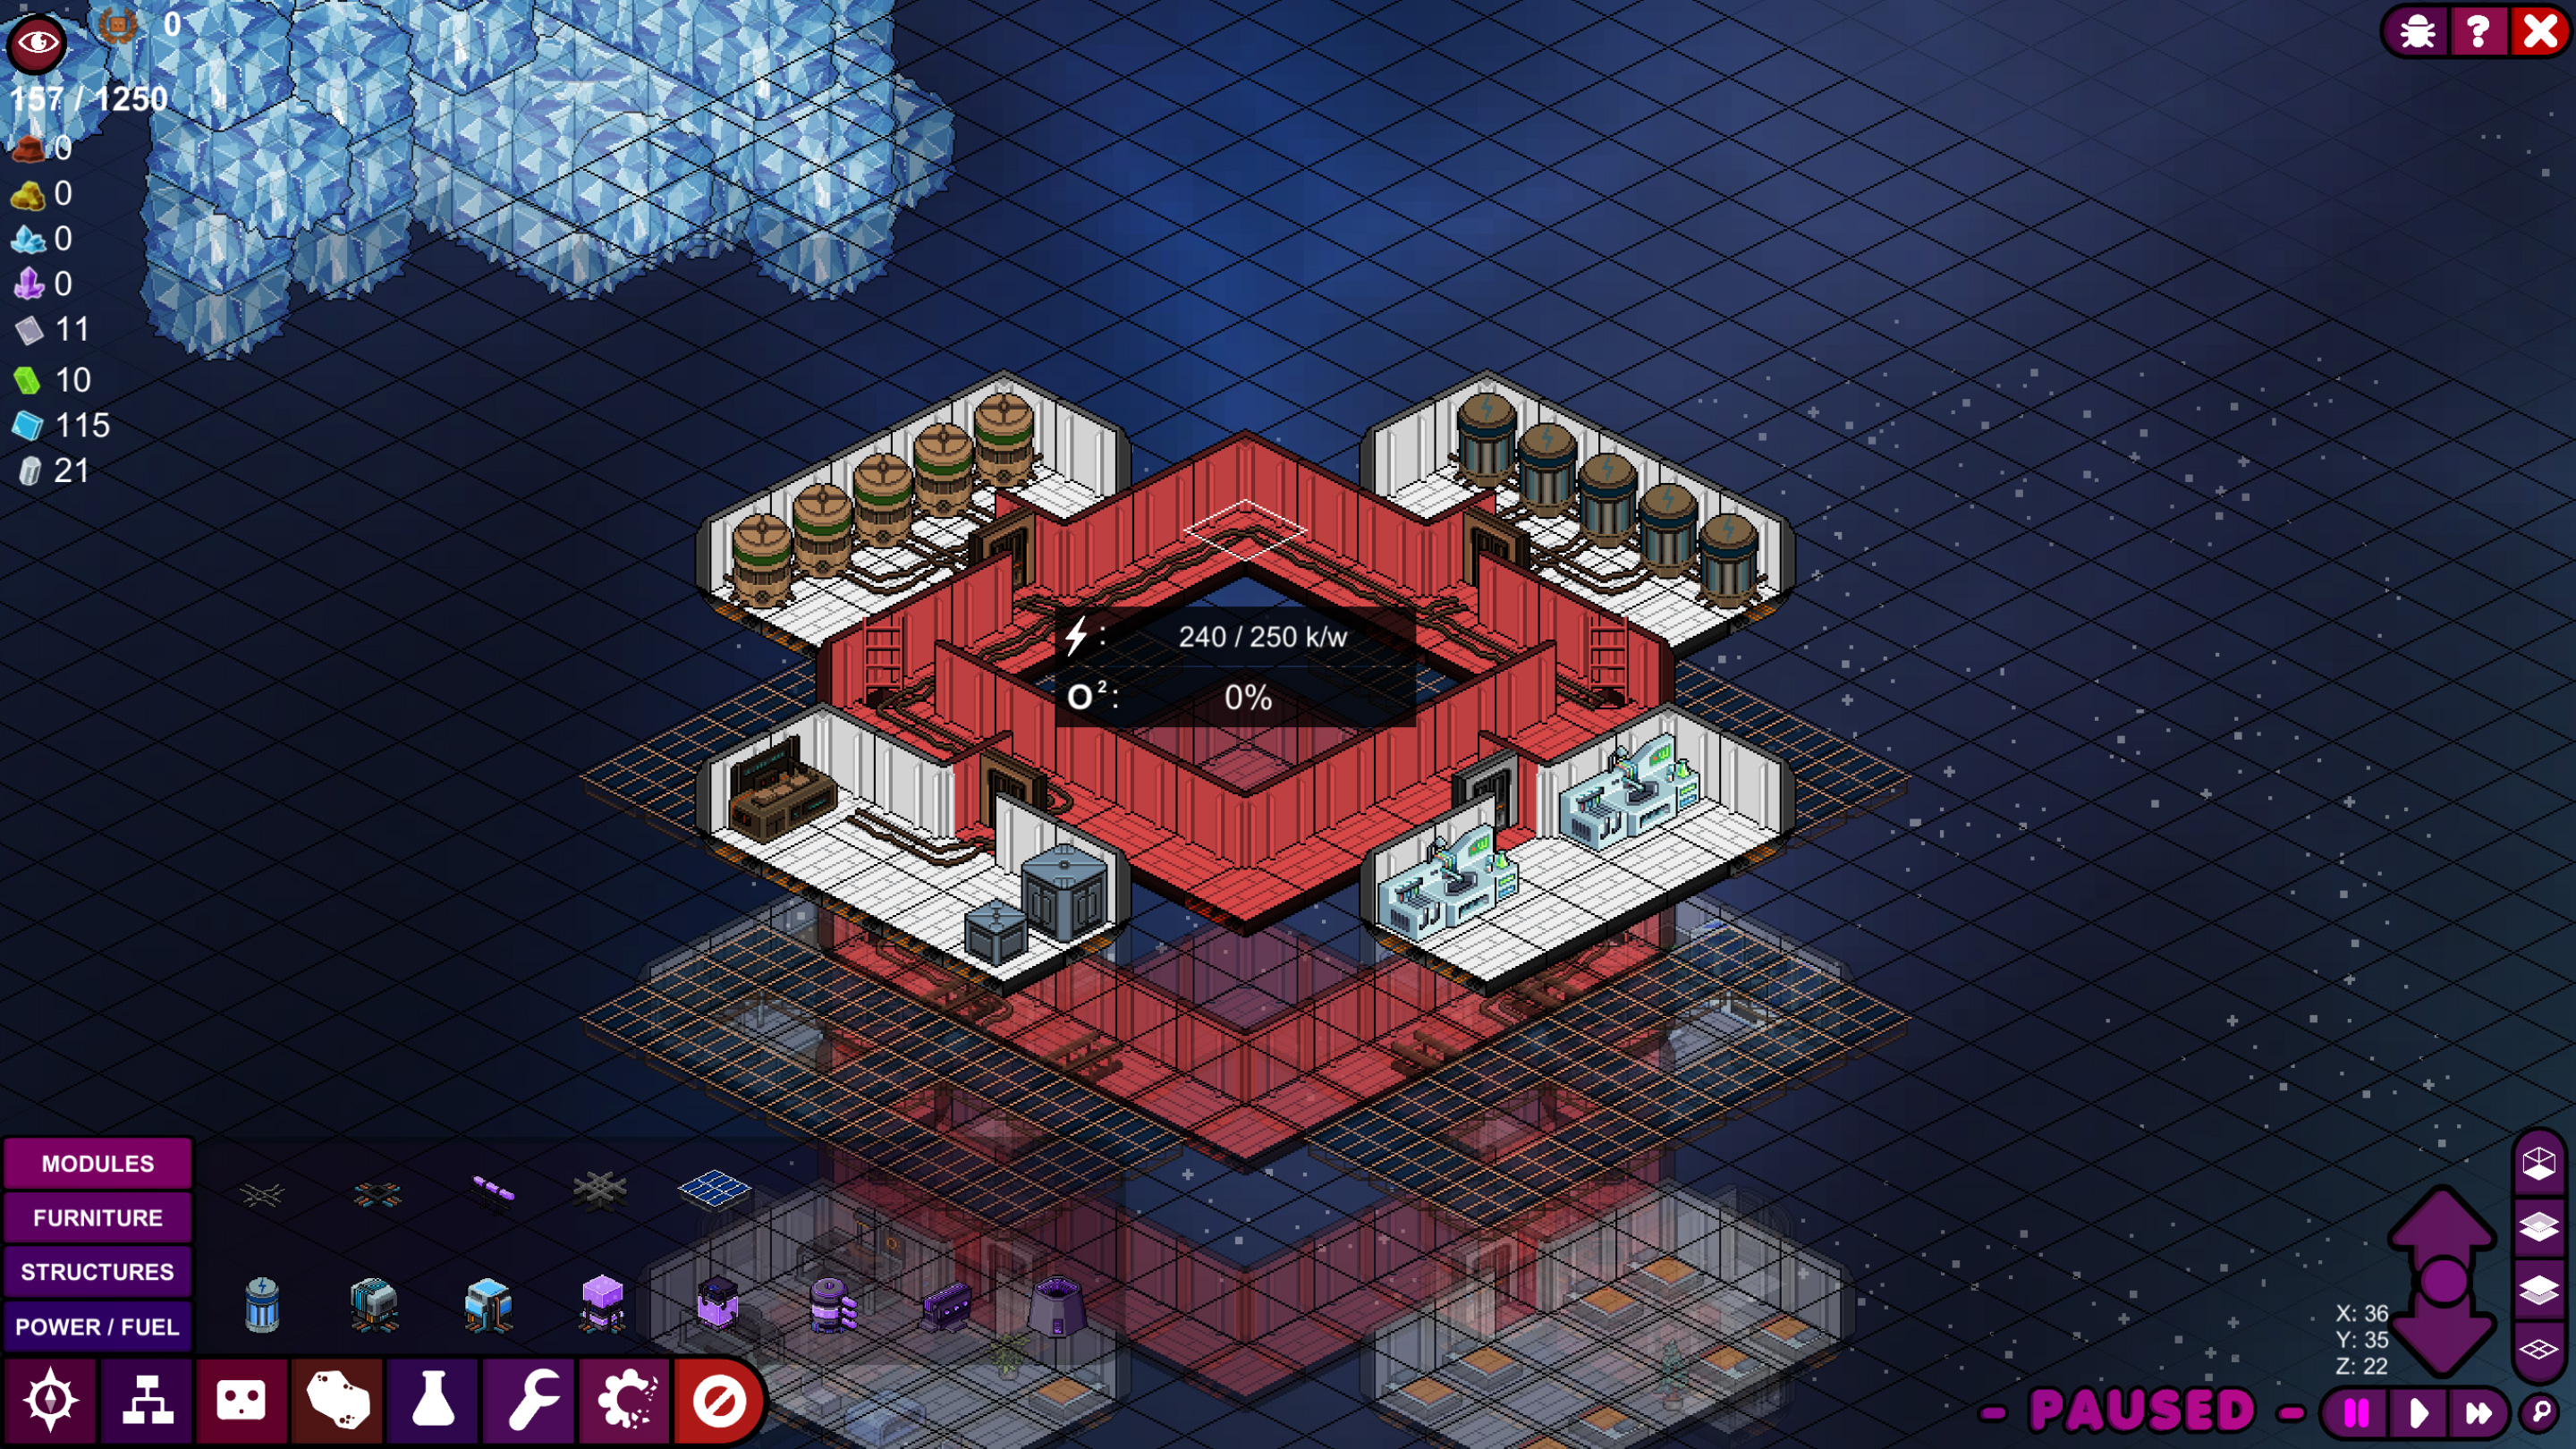 0
157 / 1250
0
0
0
0
11
10
115
21
?
: 240 / 250 k/w
O²: 0%
MODULES
FURNITURE
STRUCTURES
POWER / FUEL
X: 36
Y: 35
Z: 22
- PAUSED -